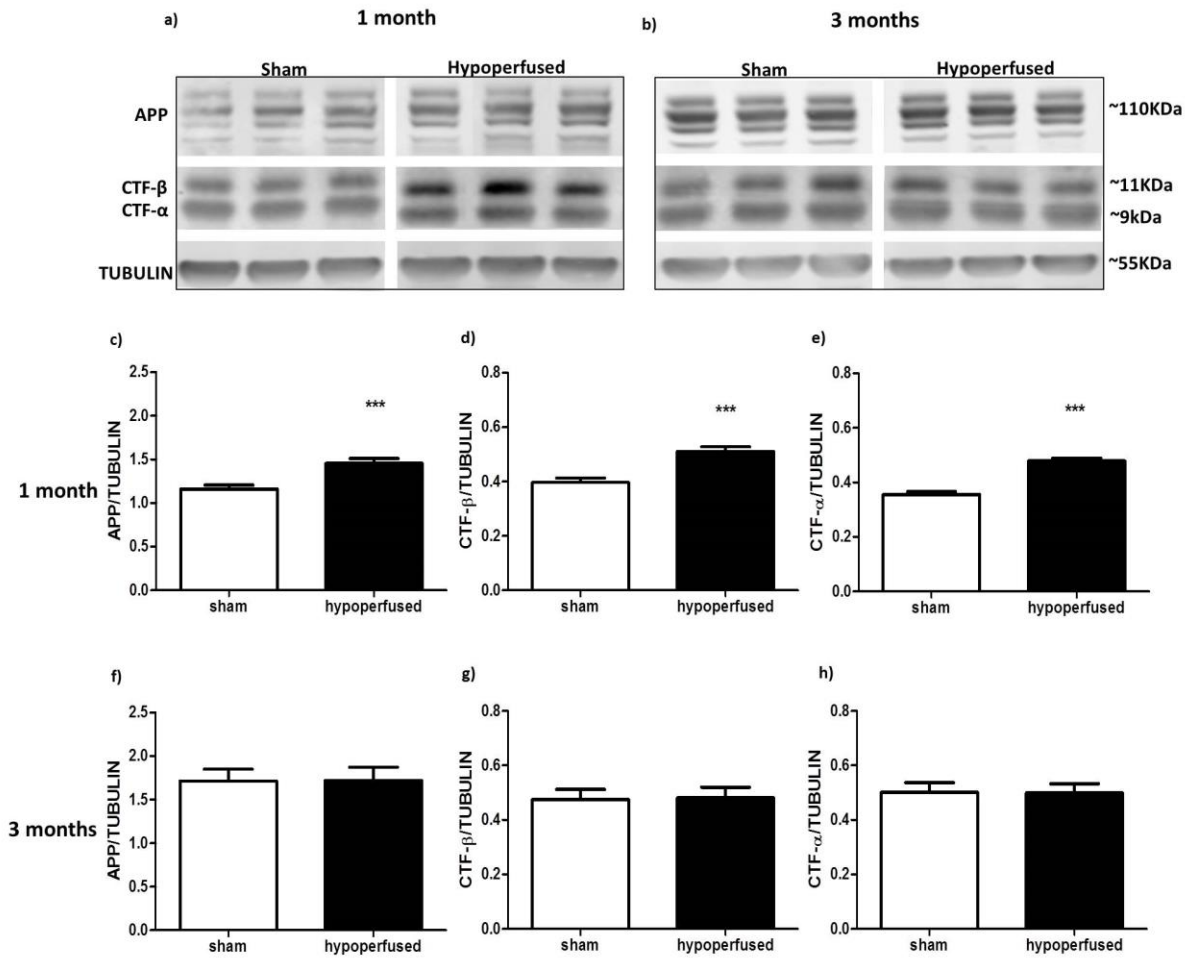 a) 1 month
b) 3 months
Sham Hypoperfused
Sham Hypoperfused
APP
~110KDa
CTF-β
~11KDa
CTF-α
~9kDa
TUBULIN
~55KDa
1 month
c)
APP/TUBULIN
2.5
2.0
1.5
1.0
0.5
0.0
***
sham hypoperfused
d)
CTF-β/TUBULIN
0.8
0.6
0.4
0.2
0.0
***
sham hypoperfused
e)
CTF-α/TUBULIN
0.8
0.6
0.4
0.2
0.0
***
sham hypoperfused
3 months
f)
APP/TUBULIN
2.5
2.0
1.5
1.0
0.5
0.0
sham hypoperfused
g)
CTF-β/TUBULIN
0.8
0.6
0.4
0.2
0.0
sham hypoperfused
h)
CTF-α/TUBULIN
0.8
0.6
0.4
0.2
0.0
sham hypoperfused